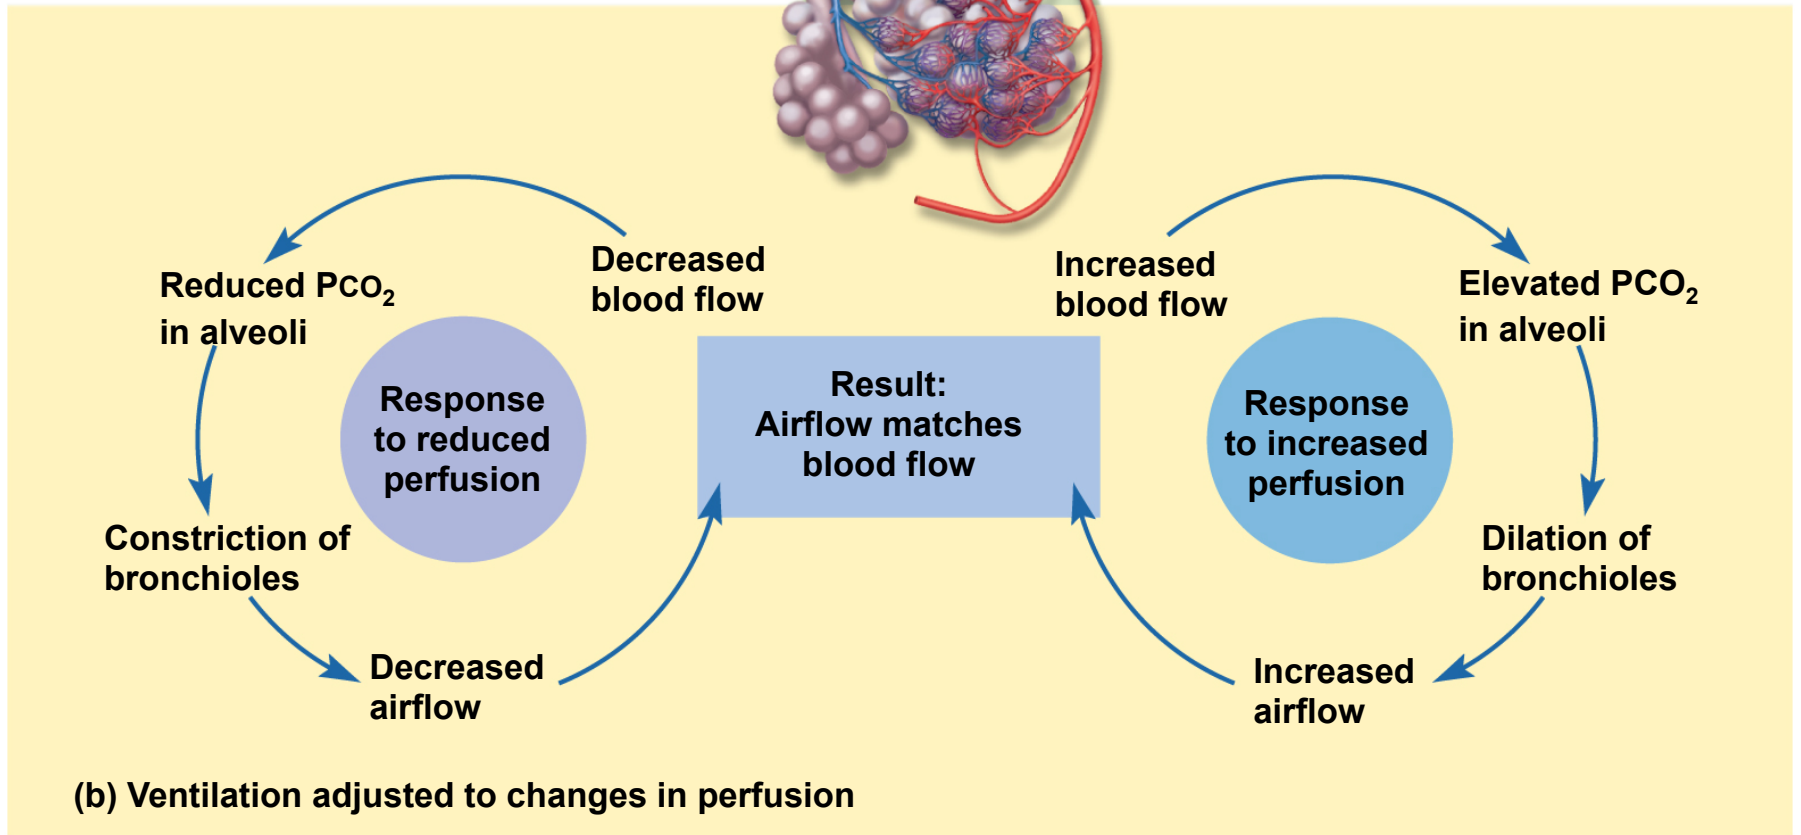 Decreased
blood flow
Reduced PCO₂
in alveoli
Response
to reduced
perfusion
Constriction of
bronchioles
Decreased
airflow
Result:
Airflow matches
blood flow
Increased
blood flow
Elevated PCO₂
in alveoli
Response
to increased
perfusion
Dilation of
bronchioles
Increased
airflow
(b) Ventilation adjusted to changes in perfusion